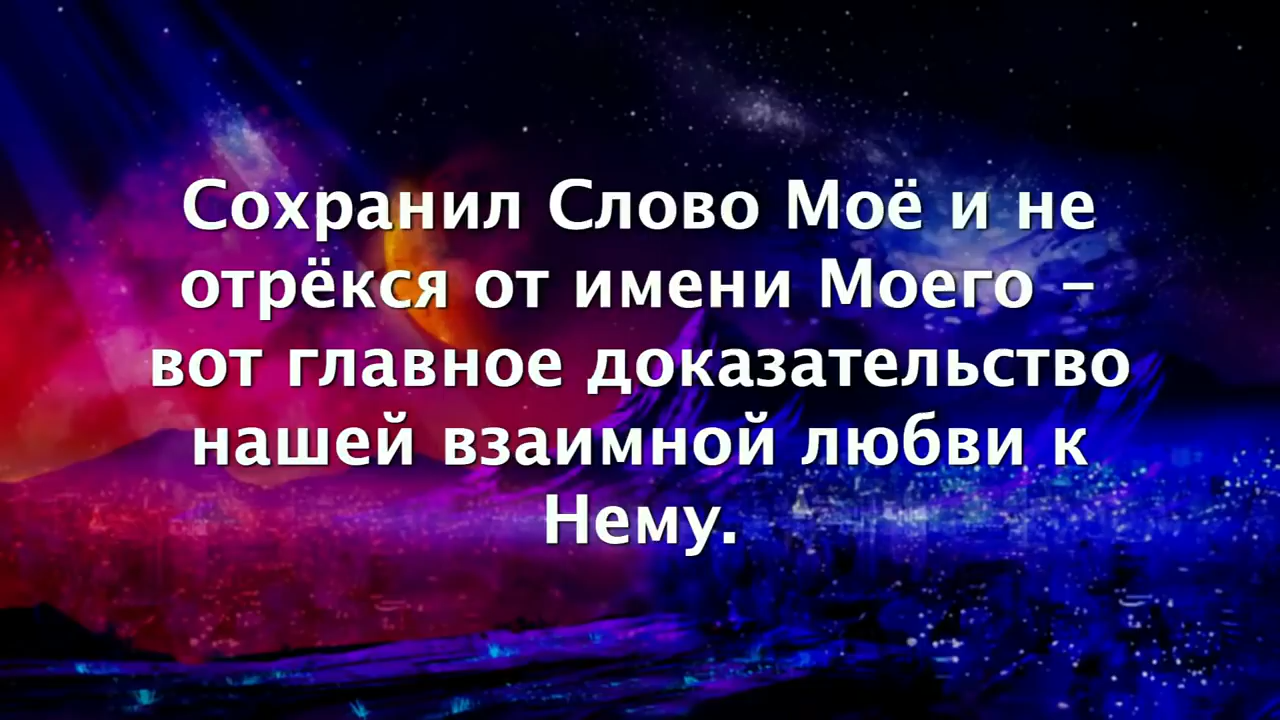 Сохранил Слово Моё и не
отрёкся от имени Моего –
вот главное доказательство
нашей взаимной любви к
Нему.